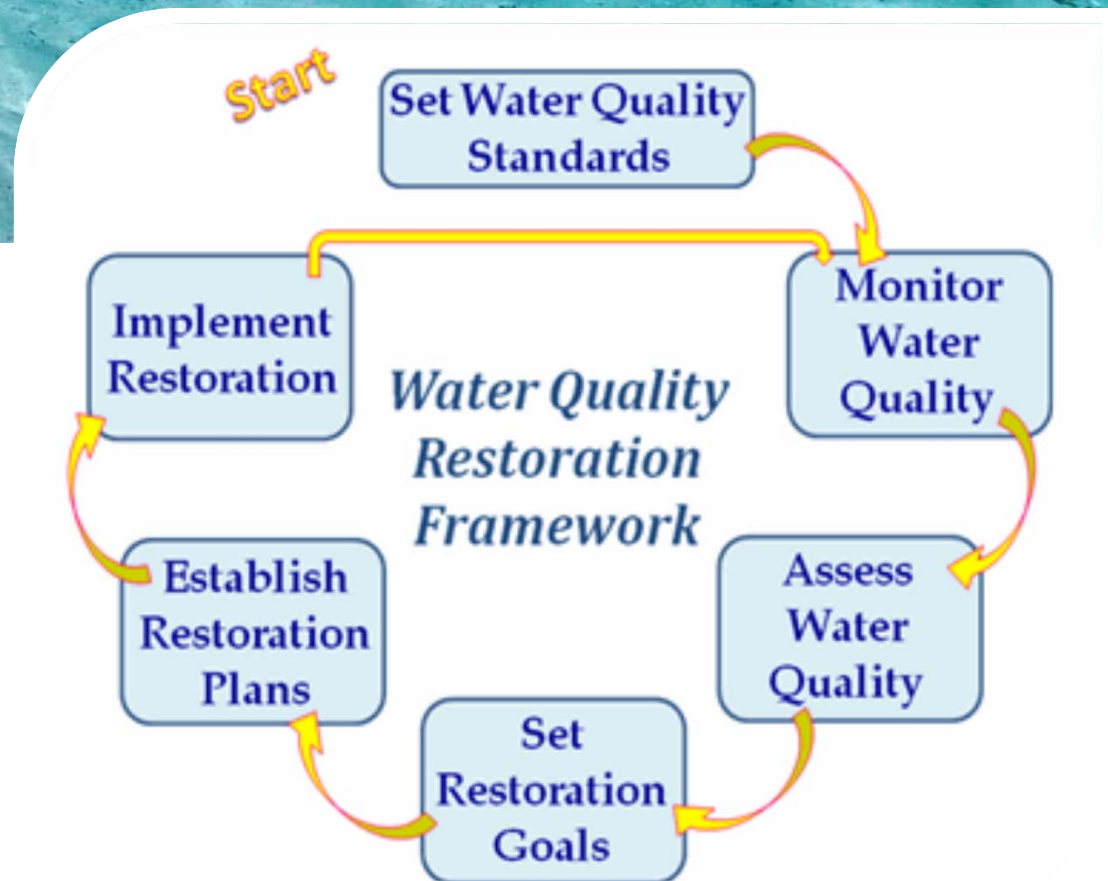 Start
Set Water Quality
Standards
Monitor
Water
Quality
Assess
Water
Quality
Set
Restoration
Goals
Establish
Restoration
Plans
Implement
Restoration
Water Quality
Restoration
Framework